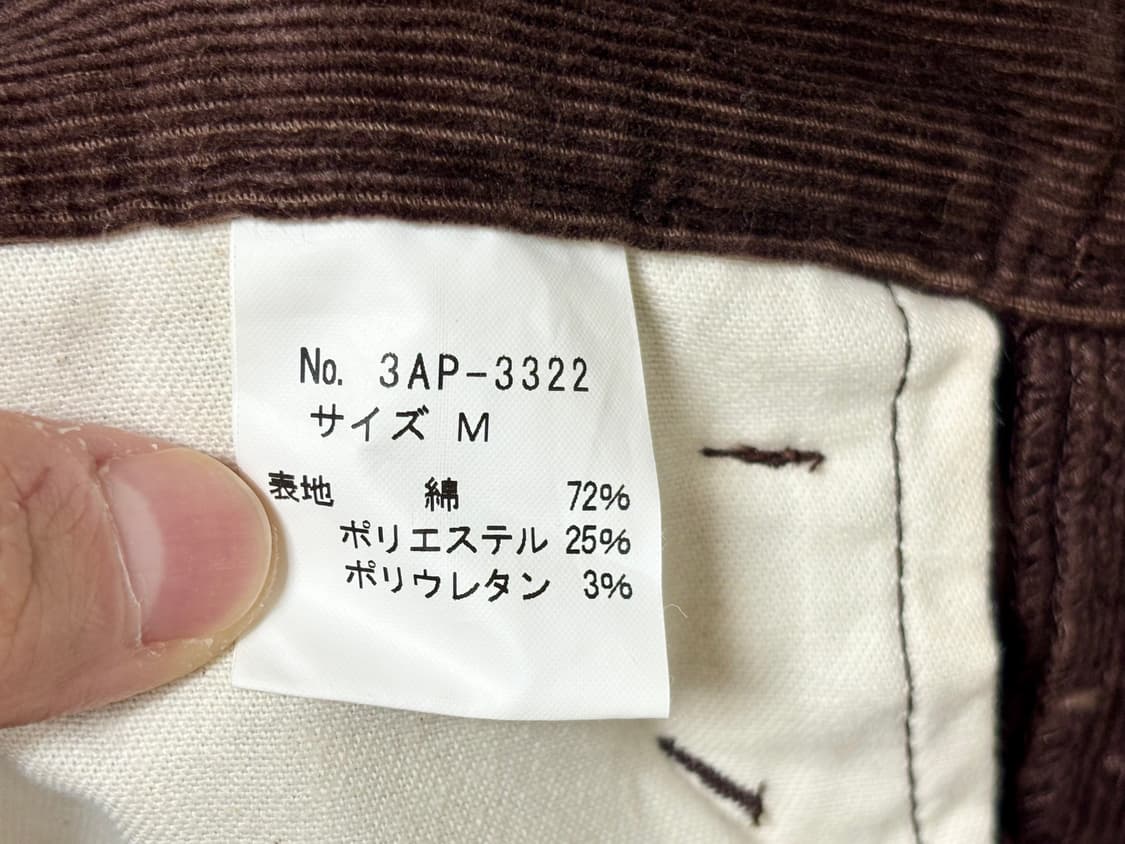 No. 3AP-3322
サイズ M
表地 綿 72%
ポリエステル 25%
ポリウレタン 3%